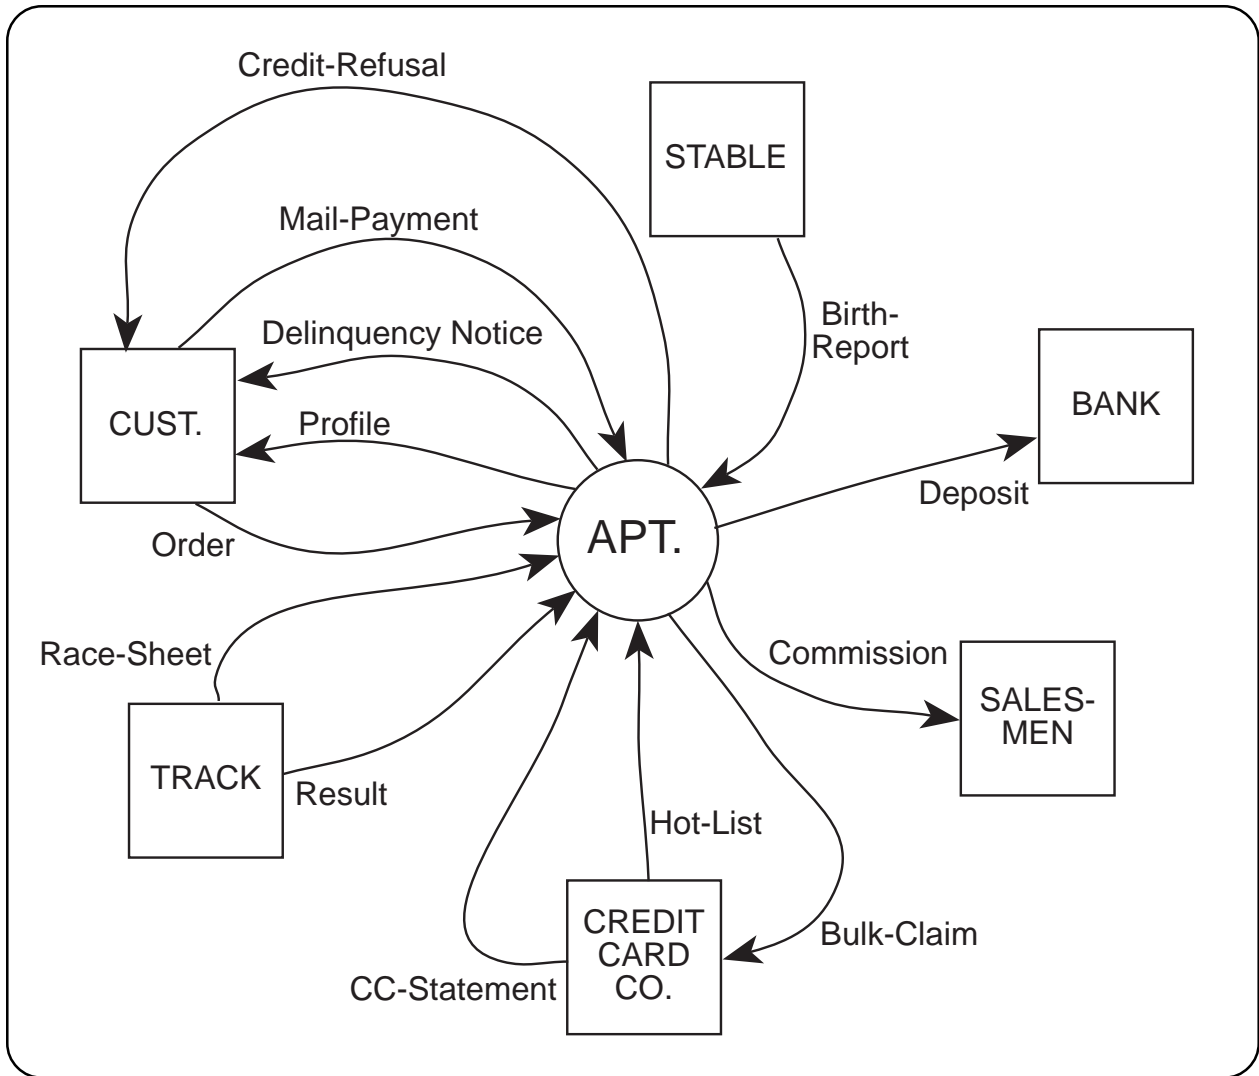 Credit-Refusal
STABLE
Mail-Payment
Birth-
Report
Delinquency Notice
BANK
CUST.
Profile
Deposit
Order
APT.
Race-Sheet
Commission
SALES-
MEN
TRACK
Result
Hot-List
CREDIT
CARD
CO.
Bulk-Claim
CC-Statement